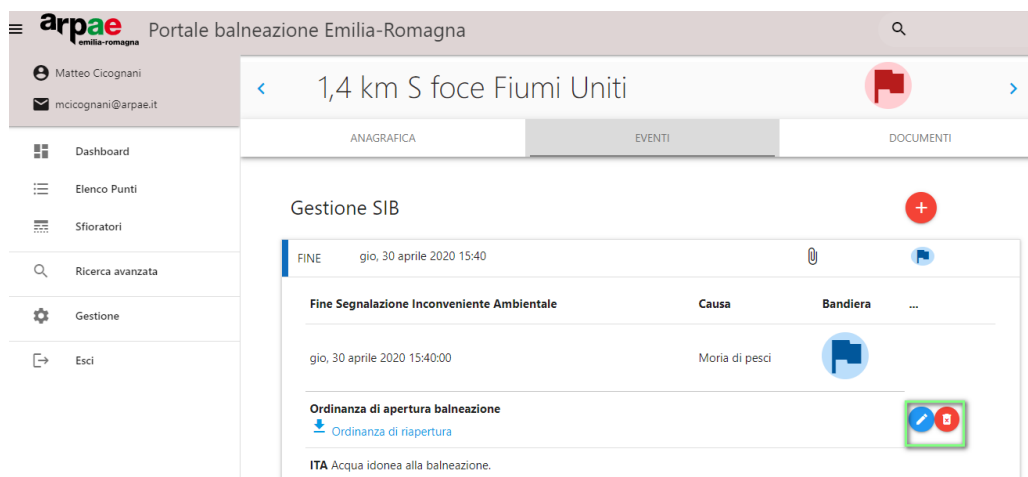 arpae
emilia-romagna
Portale balneazione Emilia-Romagna
Matteo Cicognani
mcicognani@arpae.it
Dashboard
Elenco Punti
Sfioratori
Ricerca avanzata
Gestione
Esci
1,4 km S foce Fiumi Uniti
ANAGRAFICA EVENTI DOCUMENTI
Gestione SIB
+
FINE gio, 30 aprile 2020 15:40
Fine Segnalazione Inconveniente Ambientale Causa Bandiera ...
gio, 30 aprile 2020 15:40:00 Moria di pesci
Ordinanza di apertura balneazione
Ordinanza di riapertura
ITA Acqua idonea alla balneazione.